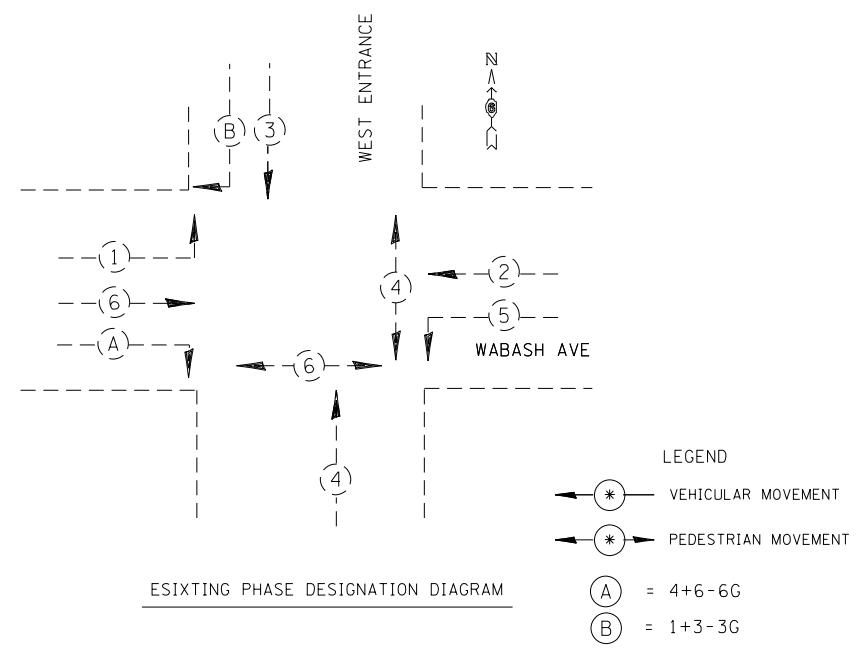 WEST ENTRANCE
N
B
3
1
6
A
4
2
5
WABASH AVE
6
4
LEGEND
* VEHICULAR MOVEMENT
* PEDESTRIAN MOVEMENT
ESIXTING PHASE DESIGNATION DIAGRAM
A = 4+6-6G
B = 1+3-3G